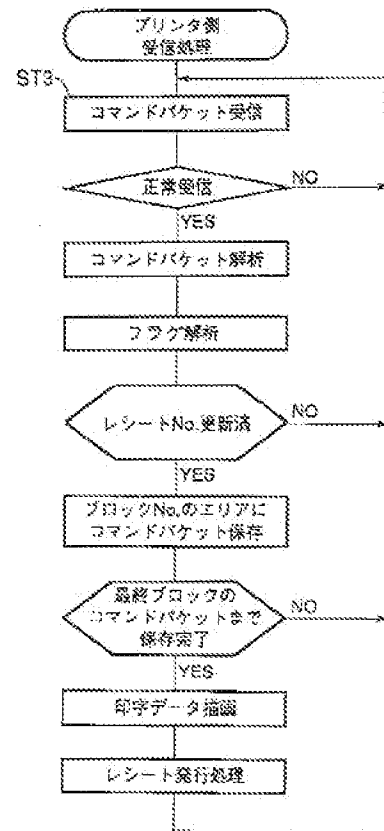 プリンタ側
受信処理
ST3
コマンドパケット受信
正常受信
NO
YES
コマンドパケット解析
フラグ解析
レシートNo.更新済
NO
YES
ブロックNo.のエリアに
コマンドパケット保存
最終ブロックの
コマンドパケットまで
保存完了
NO
YES
印字データ描画
レシート発行処理